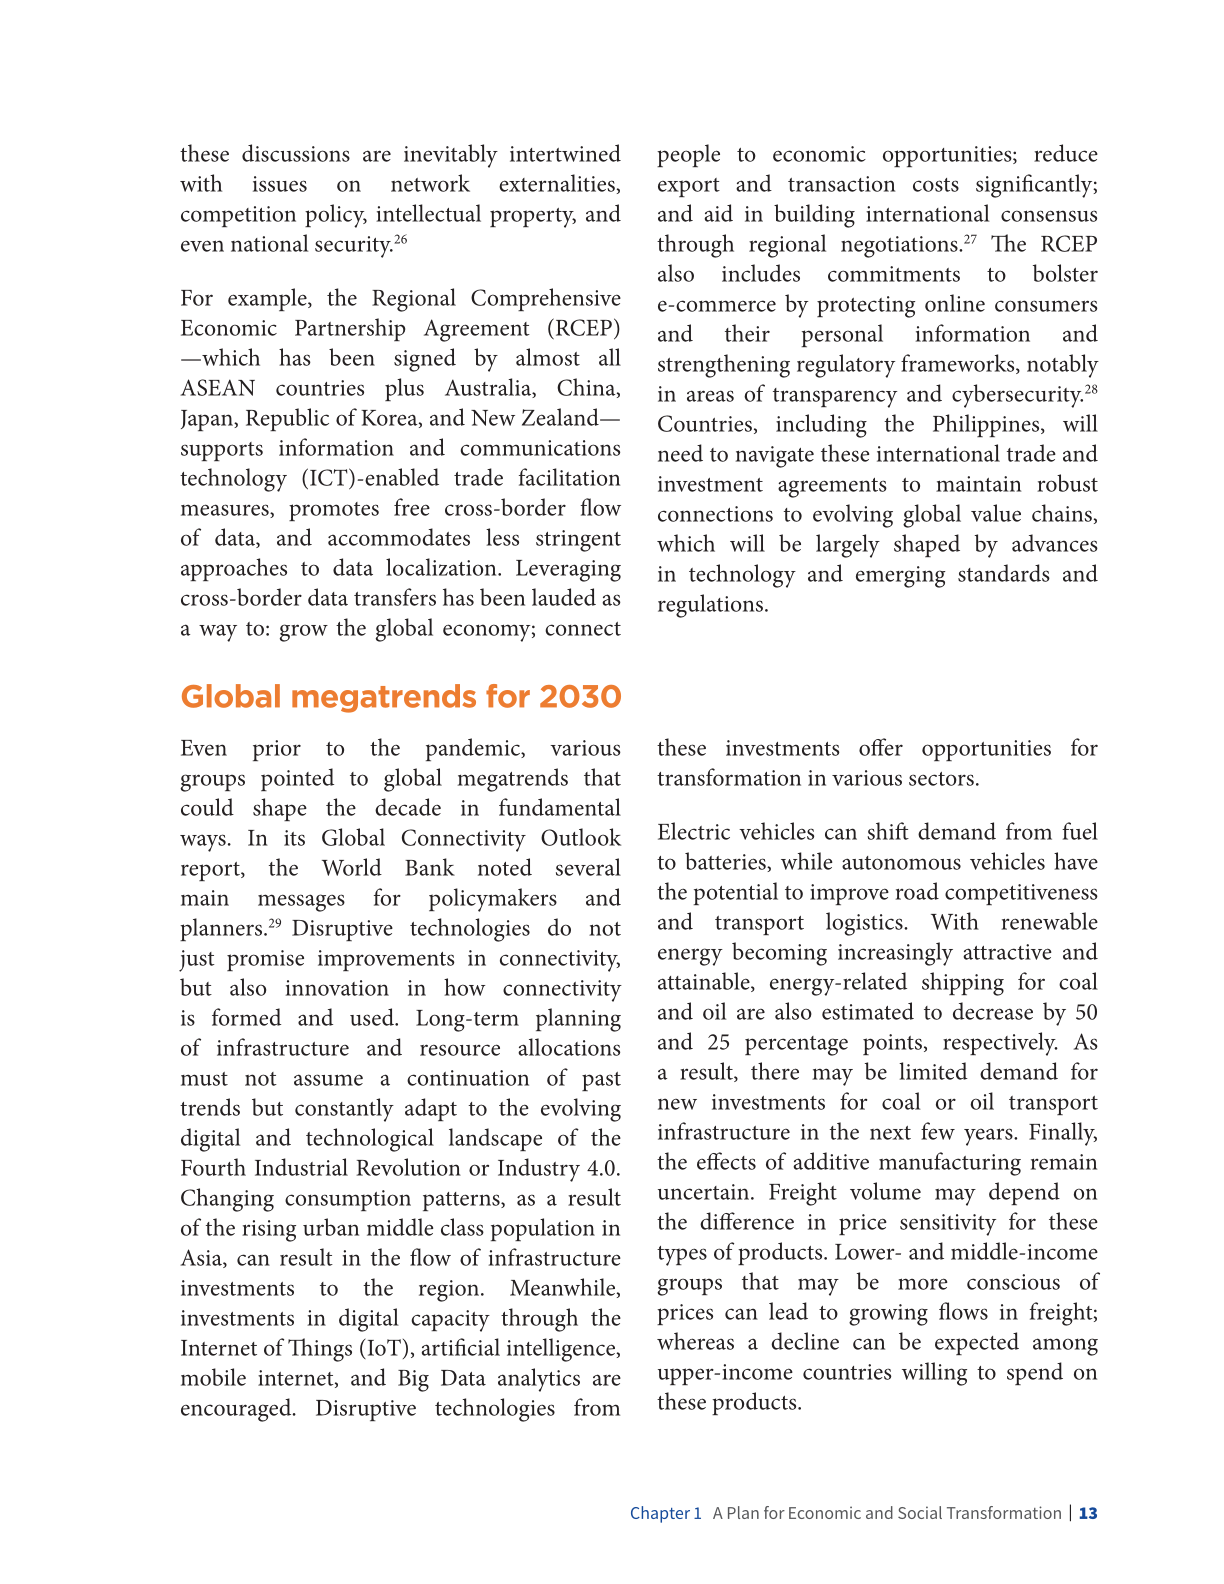 these discussions are inevitably intertwined
with issues on network externalities,
competition policy, intellectual property, and
even national security.26
For example, the Regional Comprehensive
Economic Partnership Agreement (RCEP)
—which has been signed by almost all
ASEAN countries plus Australia, China,
Japan, Republic of Korea, and New Zealand—
supports information and communications
technology (ICT)-enabled trade facilitation
measures, promotes free cross-border flow
of data, and accommodates less stringent
approaches to data localization. Leveraging
cross-border data transfers has been lauded as
a way to: grow the global economy; connect
people to economic opportunities; reduce
export and transaction costs significantly;
and aid in building international consensus
through regional negotiations.27 The RCEP
also includes commitments to bolster
e-commerce by protecting online consumers
and their personal information and
strengthening regulatory frameworks, notably
in areas of transparency and cybersecurity.28
Countries, including the Philippines, will
need to navigate these international trade and
investment agreements to maintain robust
connections to evolving global value chains,
which will be largely shaped by advances
in technology and emerging standards and
regulations.
Global megatrends for 2030
Even prior to the pandemic, various
groups pointed to global megatrends that
could shape the decade in fundamental
ways. In its Global Connectivity Outlook
report, the World Bank noted several
main messages for policymakers and
planners.29 Disruptive technologies do not
just promise improvements in connectivity,
but also innovation in how connectivity
is formed and used. Long-term planning
of infrastructure and resource allocations
must not assume a continuation of past
trends but constantly adapt to the evolving
digital and technological landscape of the
Fourth Industrial Revolution or Industry 4.0.
Changing consumption patterns, as a result
of the rising urban middle class population in
Asia, can result in the flow of infrastructure
investments to the region. Meanwhile,
investments in digital capacity through the
Internet of Things (IoT), artificial intelligence,
mobile internet, and Big Data analytics are
encouraged. Disruptive technologies from
these investments offer opportunities for
transformation in various sectors.
Electric vehicles can shift demand from fuel
to batteries, while autonomous vehicles have
the potential to improve road competitiveness
and transport logistics. With renewable
energy becoming increasingly attractive and
attainable, energy-related shipping for coal
and oil are also estimated to decrease by 50
and 25 percentage points, respectively. As
a result, there may be limited demand for
new investments for coal or oil transport
infrastructure in the next few years. Finally,
the effects of additive manufacturing remain
uncertain. Freight volume may depend on
the difference in price sensitivity for these
types of products. Lower- and middle-income
groups that may be more conscious of
prices can lead to growing flows in freight;
whereas a decline can be expected among
upper-income countries willing to spend on
these products.
Chapter 1 A Plan for Economic and Social Transformation | 13